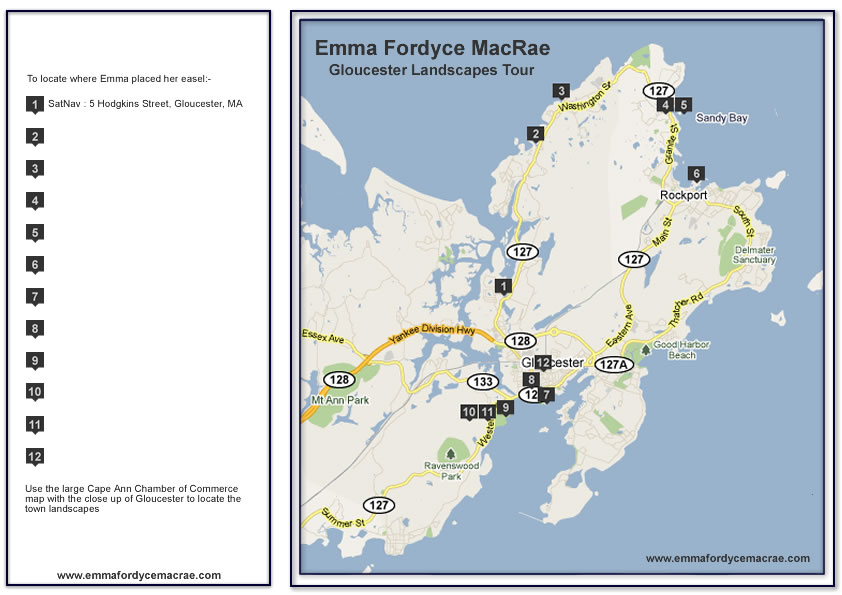 To locate where Emma placed her easel:-
1 SatNav : 5 Hodgkins Street, Gloucester, MA
2
3
4
5
6
7
8
9
10
11
12
Use the large Cape Ann Chamber of Commerce
map with the close up of Gloucester to locate the
town landscapes
www.emmafordycemacrae.com
Emma Fordyce MacRae
Gloucester Landscapes Tour
3
Washington St
127
4 5
Sandy Bay
2
Granite St
6
Rockport
South St
Main St
127
127
Delmater
Sanctuary
1
Thatcher Rd
Eastern Ave
Essex Ave
Yankee Division Hwy
128
Good Harbor
Beach
12
127A
128
133
8
7
Mt Ann Park
10 11 9
Ravenswood
Park
127
Summer St
www.emmafordycemacrae.com